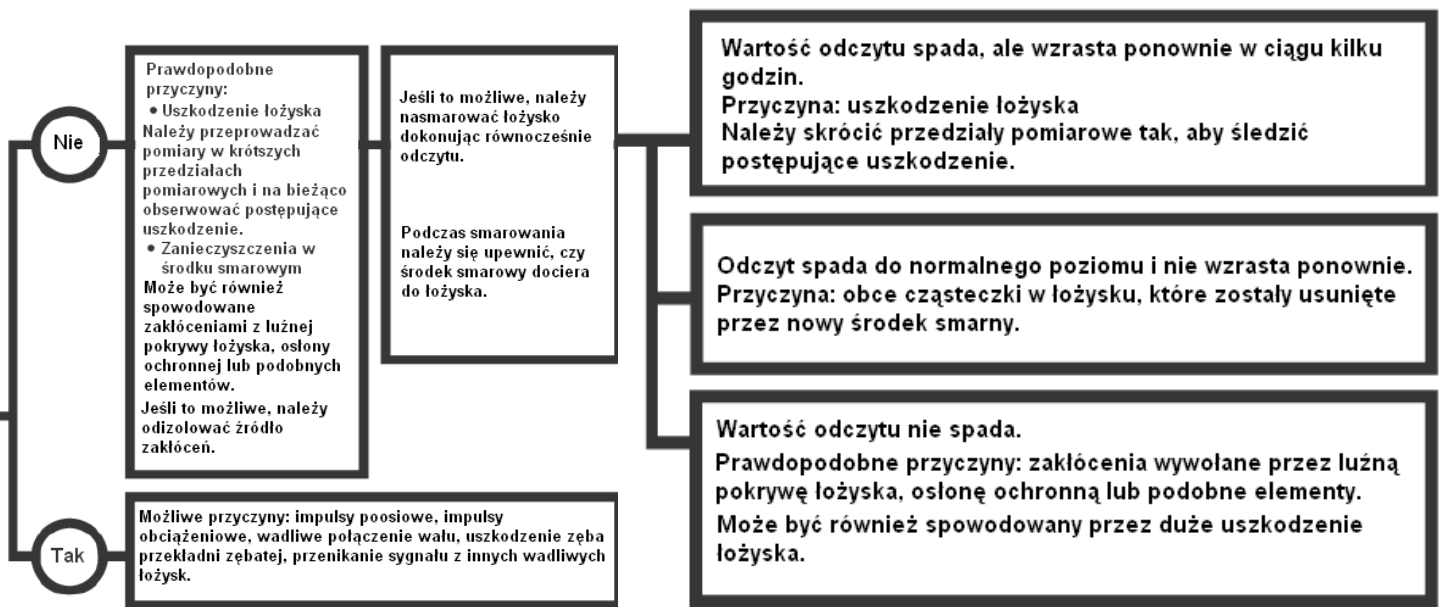 Nie
Prawdopodobne
przyczyny:
• Uszkodzenie łożyska
Należy przeprowadzać
pomiary w krótszych
przedziałach
pomiarowych i na bieżąco
obserwować postępujące
uszkodzenie.
• Zanieczyszczenia w
środku smarowym
Może być również
spowodowane
zakłóceniami z luźnej
pokrywy łożyska, osłony
ochronnej lub podobnych
elementów.
Jeśli to możliwe, należy
odizolować źródło
zakłóceń.
Jeśli to możliwe, należy
nasmarować łożysko
dokonując równocześnie
odczytu.
Podczas smarowania
należy się upewnić, czy
środek smarowy dociera
do łożyska.
Wartość odczytu spada, ale wzrasta ponownie w ciągu kilku
godzin.
Przyczyna: uszkodzenie łożyska
Należy skrócić przedziały pomiarowe tak, aby śledzić
postępujące uszkodzenie.
Odczyt spada do normalnego poziomu i nie wzrasta ponownie.
Przyczyna: obce cząsteczki w łożysku, które zostały usunięte
przez nowy środek smarny.
Wartość odczytu nie spada.
Prawdopodobne przyczyny: zakłócenia wywołane przez luźną
pokrywę łożyska, osłonę ochronną lub podobne elementy.
Może być również spowodowany przez duże uszkodzenie
łożyska.
Tak
Możliwe przyczyny: impulsy poosiowe, impulsy
obciążeniowe, wadliwe połączenie wału, uszkodzenie zęba
przekładni zębatej, przenikanie sygnału z innych wadliwych
łożysk.